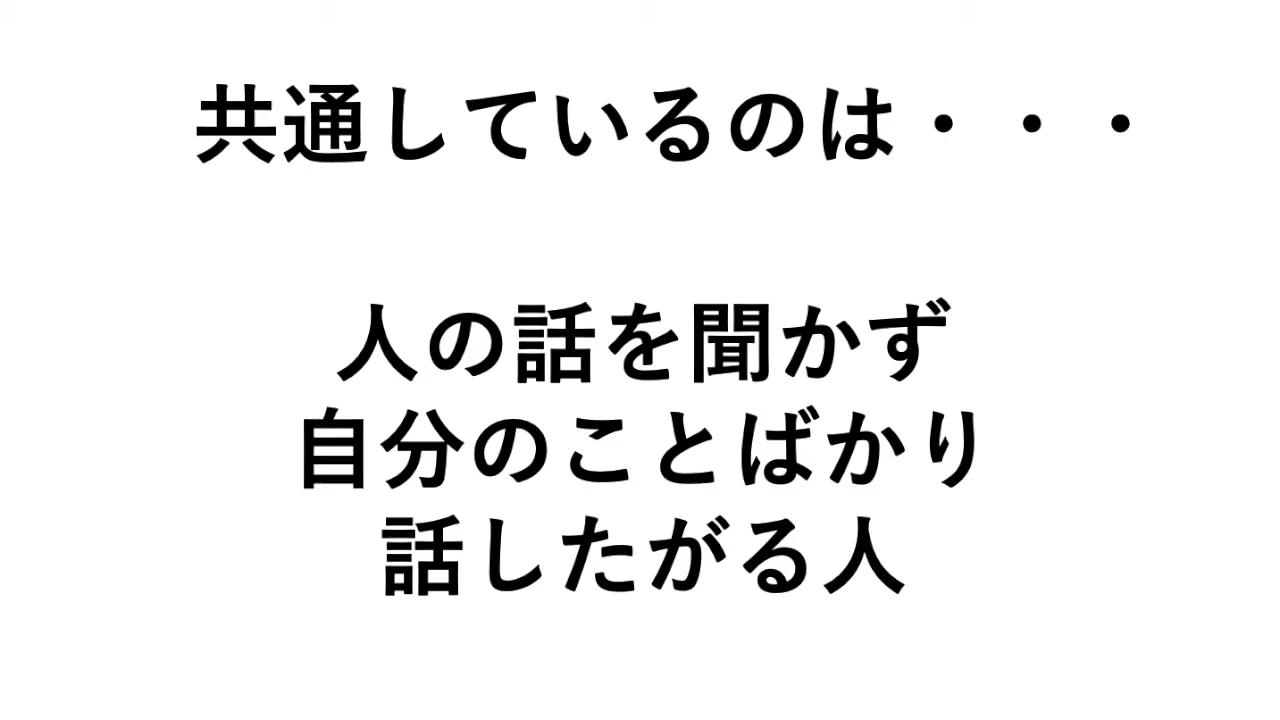 共通しているのは・・・
人の話を聞かず
自分のことばかり
話したがる人